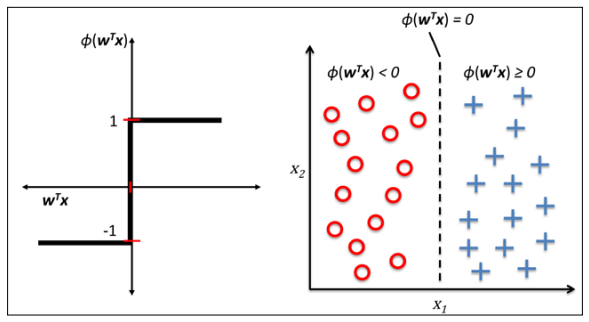 ϕ(wᵀx)
1
wᵀx
-1
ϕ(wᵀx) = 0
ϕ(wᵀx) < 0
ϕ(wᵀx) ≥ 0
x₂
x₁